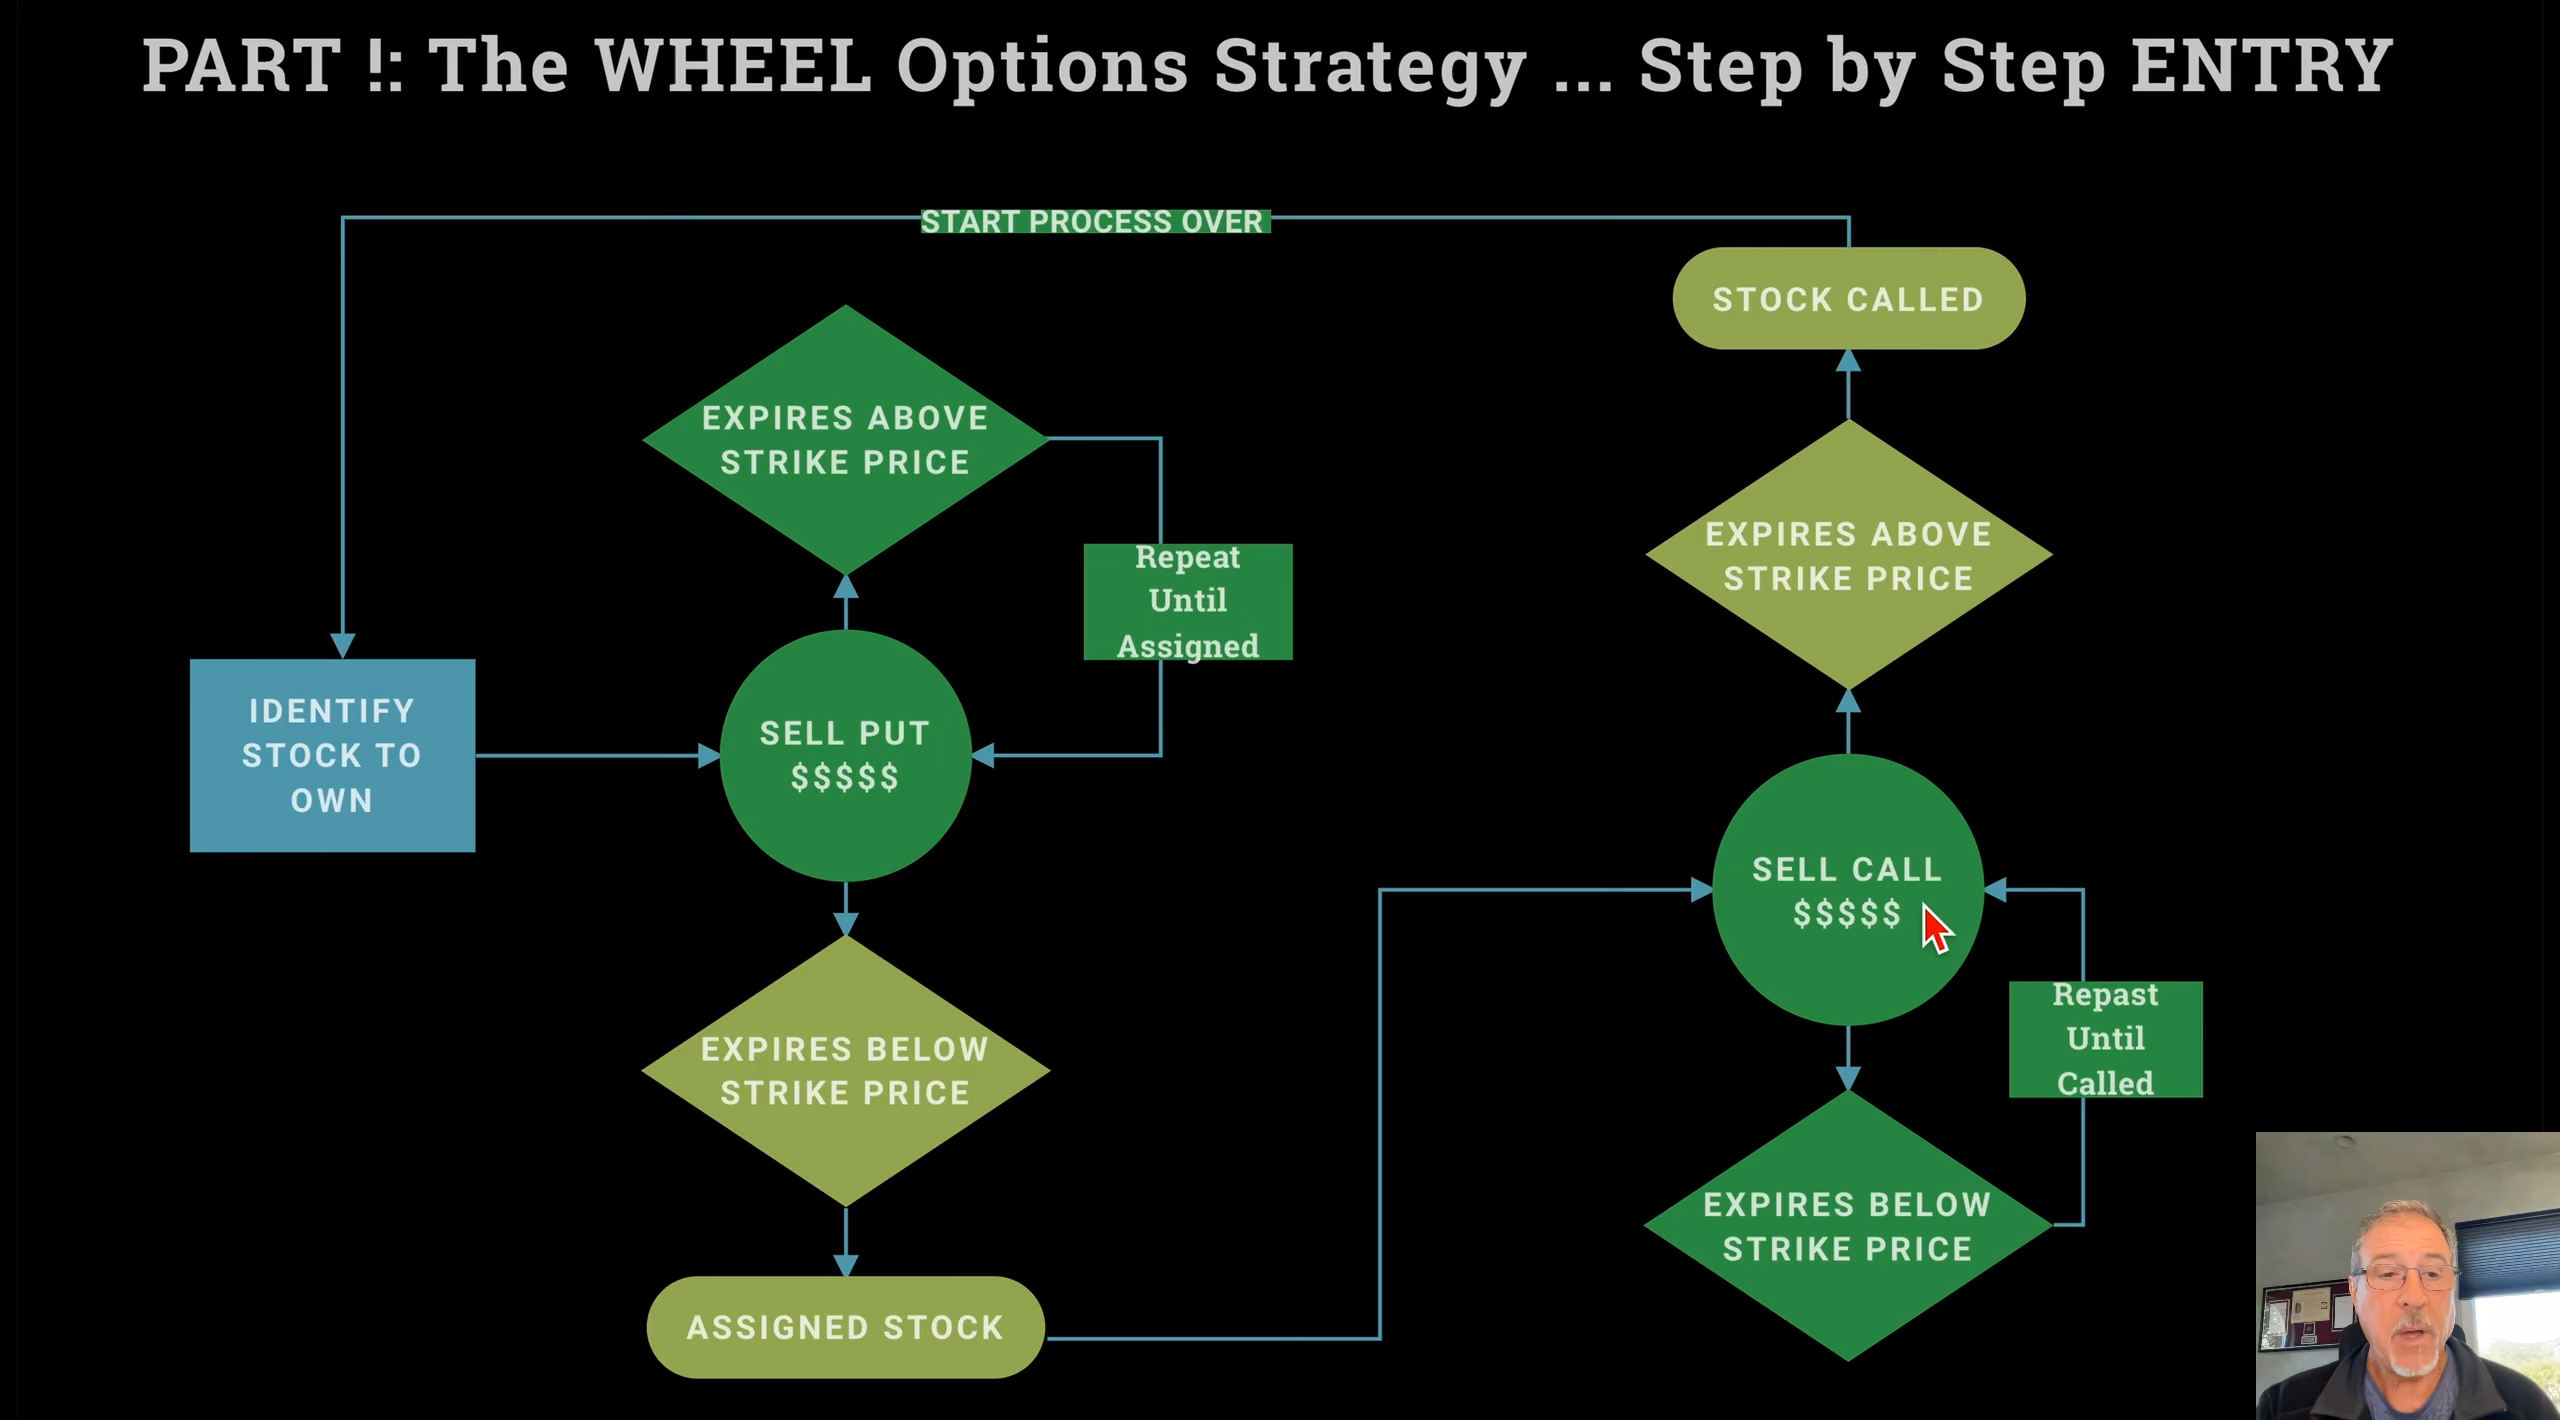 PART !: The WHEEL Options Strategy ... Step by Step ENTRY
START PROCESS OVER
STOCK CALLED
EXPIRES ABOVE
STRIKE PRICE
EXPIRES ABOVE
STRIKE PRICE
Repeat
Until
Assigned
IDENTIFY
STOCK TO
OWN
SELL PUT
$$$$$
SELL CALL
$$$$$
Repast
Until
Called
EXPIRES BELOW
STRIKE PRICE
EXPIRES BELOW
STRIKE PRICE
ASSIGNED STOCK